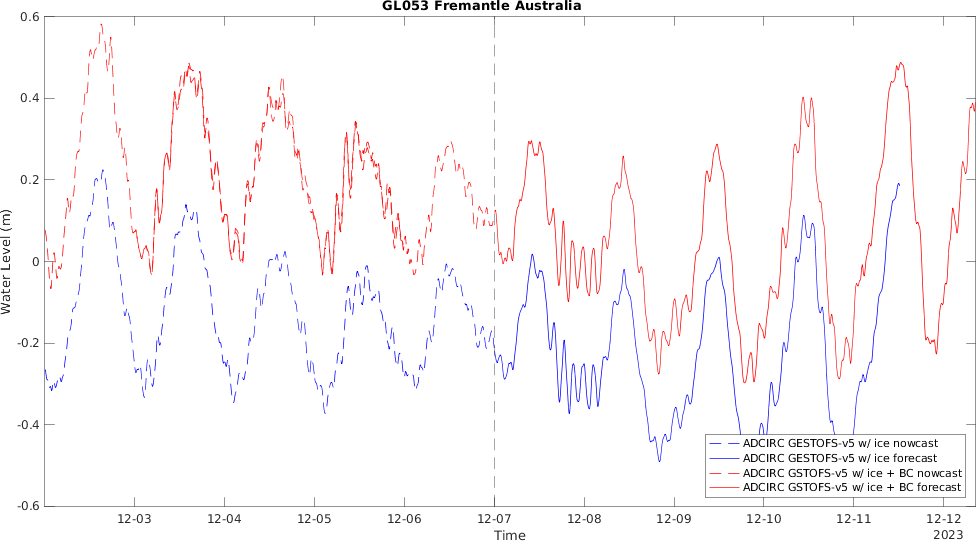 GL053 Fremantle Australia
0.6
0.4
0.2
0
-0.2
-0.4
-0.6
Water Level (m)
ADCIRC GESTOFS-v5 w/ ice nowcast
ADCIRC GESTOFS-v5 w/ ice forecast
ADCIRC GSTOFS-v5 w/ ice + BC nowcast
ADCIRC GSTOFS-v5 w/ ice + BC forecast
12-03 12-04 12-05 12-06 12-07 12-08 12-09 12-10 12-11 12-12
Time
2023